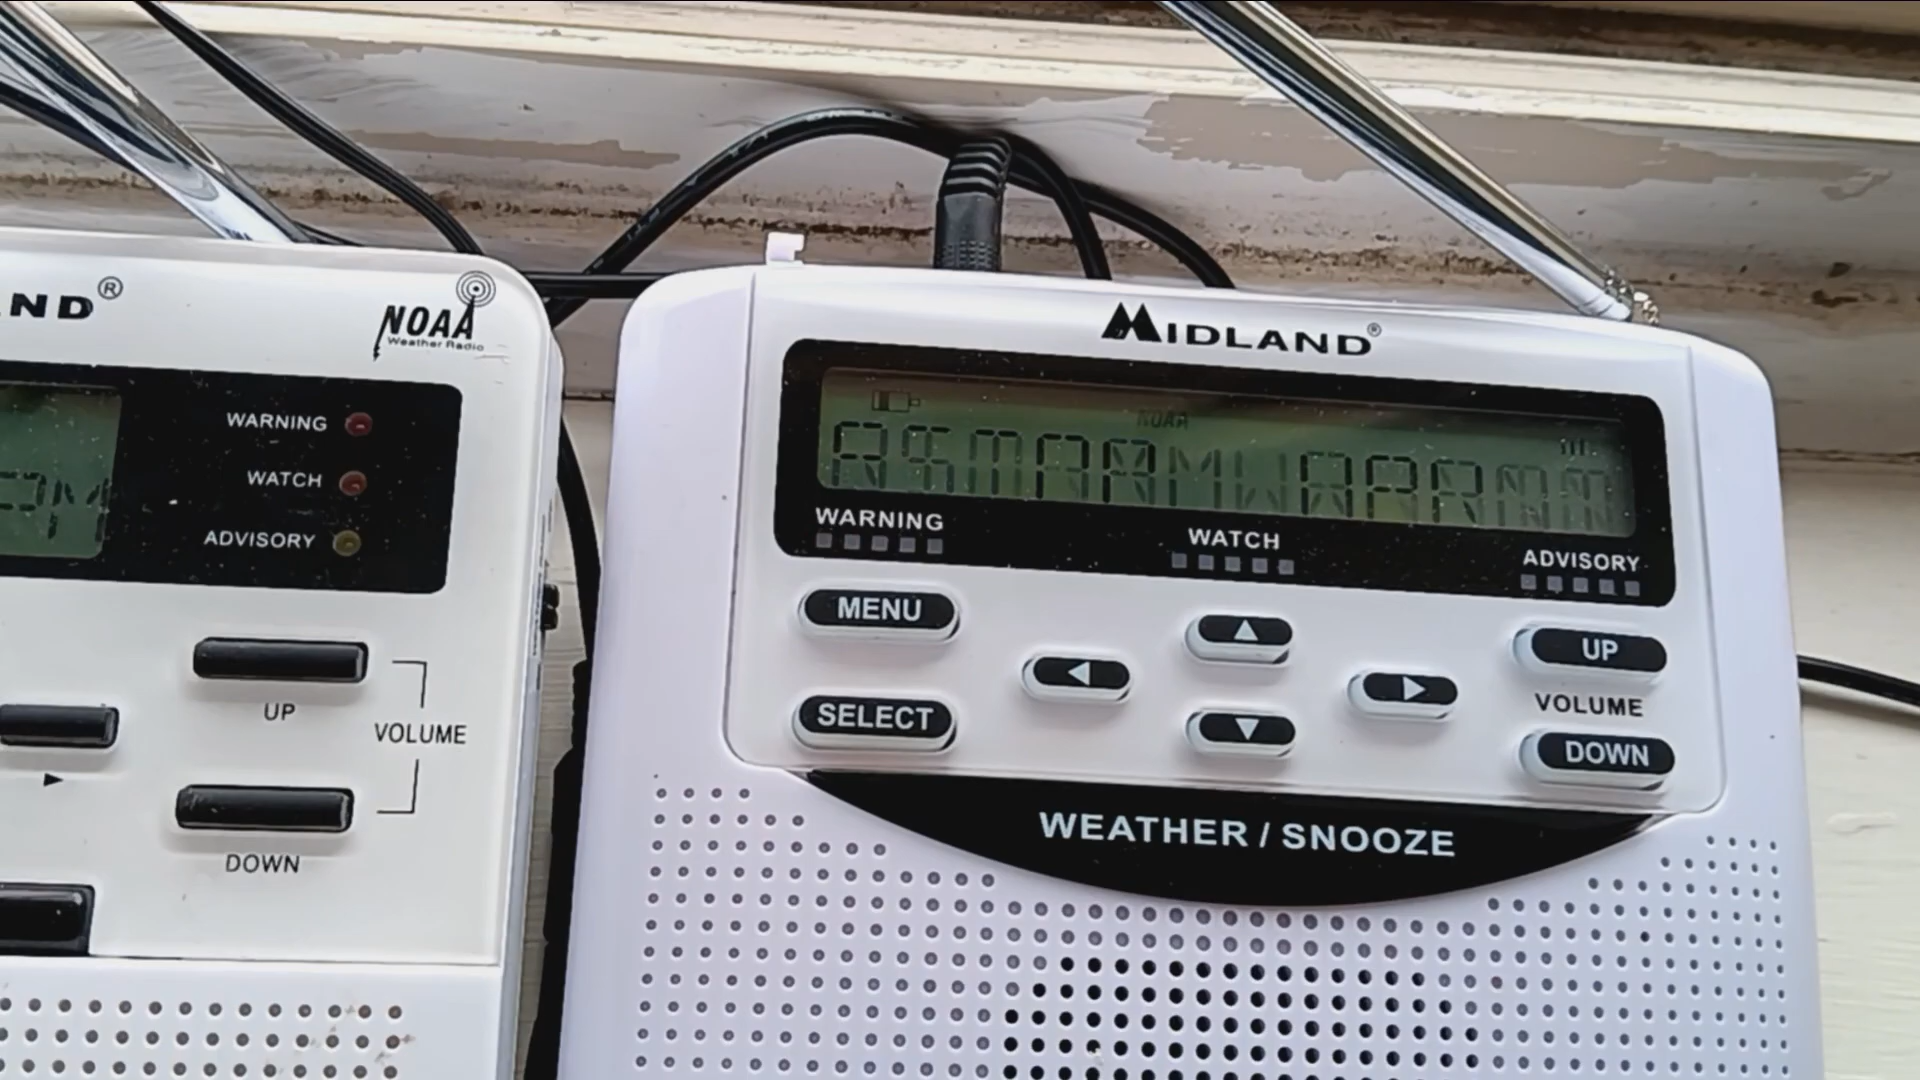 ND®
NOAA
Weather Radio
WARNING
WATCH
ADVISORY
UP
VOLUME
DOWN
MIDLAND®
NOAA
WARNING
WATCH
ADVISORY
MENU
UP
SELECT
VOLUME
DOWN
WEATHER / SNOOZE